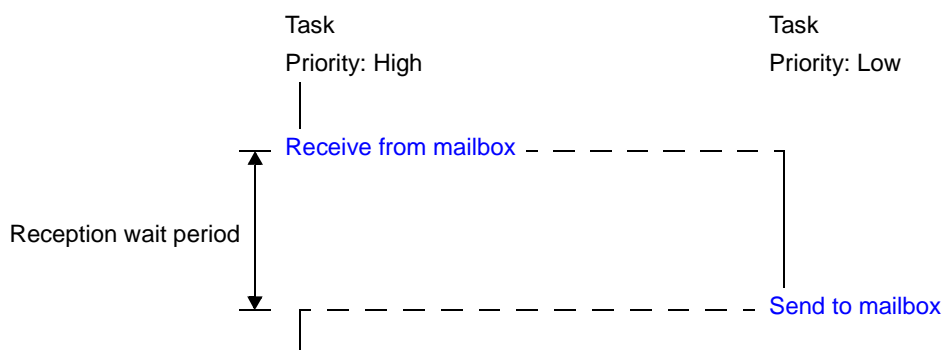 Task
Priority: High
Task
Priority: Low
Receive from mailbox
Reception wait period
Send to mailbox